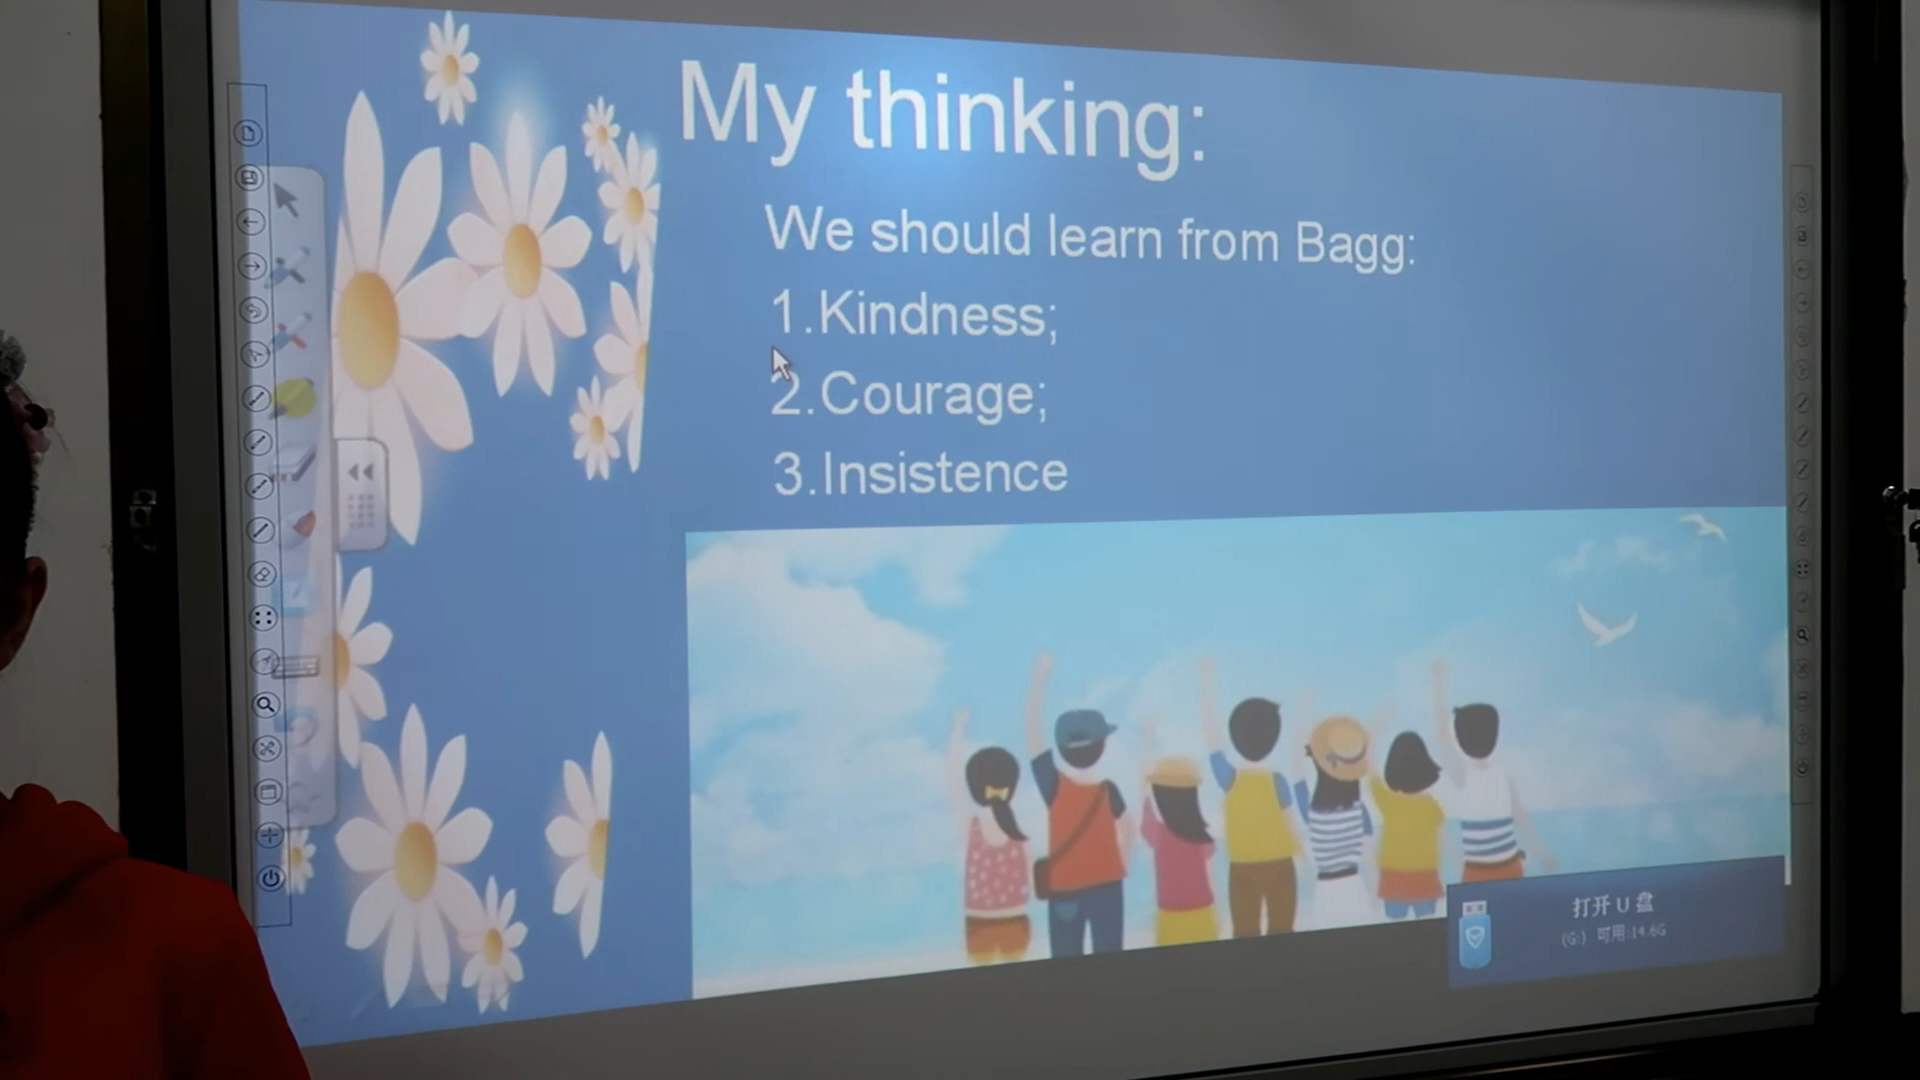 My thinking:
We should learn from Bagg:
1.Kindness;
2.Courage;
3.Insistence
打开 U 盘
(G:) 可用:14.6G